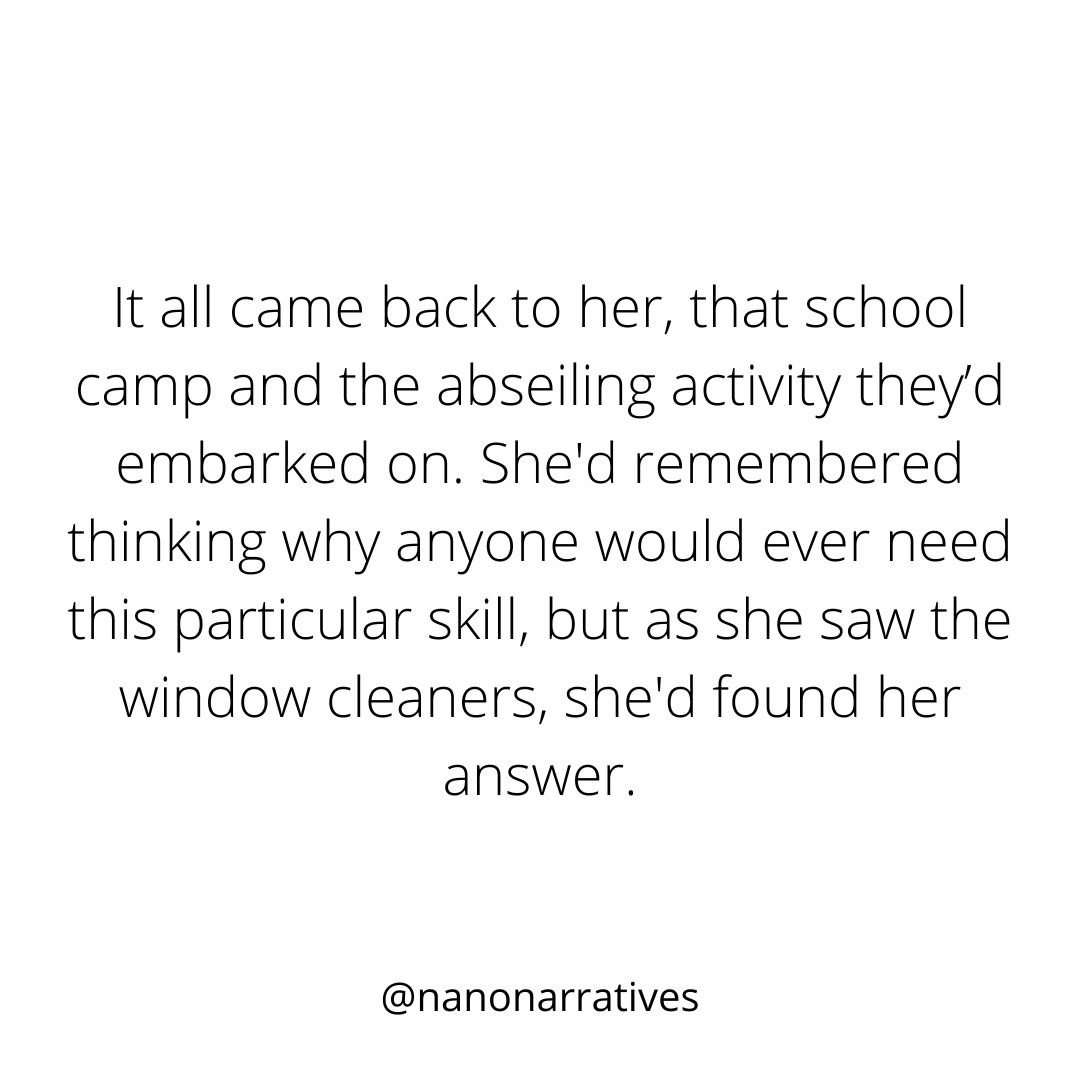 It all came back to her, that school
camp and the abseiling activity they’d
embarked on. She'd remembered
thinking why anyone would ever need
this particular skill, but as she saw the
window cleaners, she'd found her
answer.
@nanonarratives